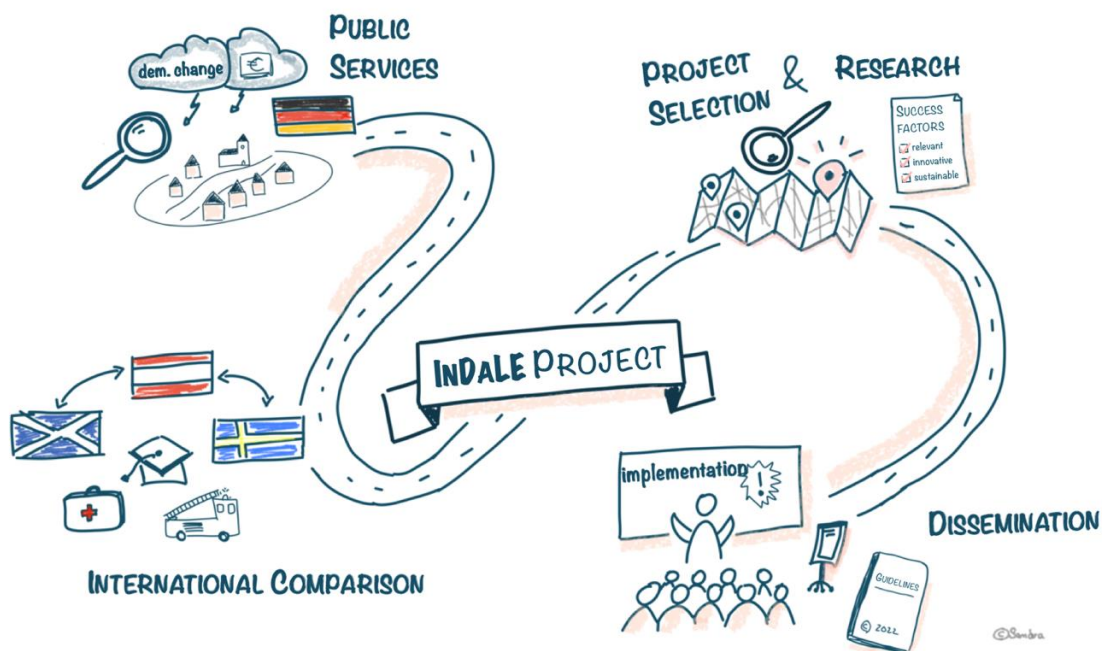 PUBLIC
SERVICES
dem. change
€
PROJECT
SELECTION
&
RESEARCH
SUCCESS
FACTORS
relevant
innovative
sustainable
INDALE PROJECT
INTERNATIONAL COMPARISON
implementation
!
DISSEMINATION
GUIDELINES
© 2022
©Sandra